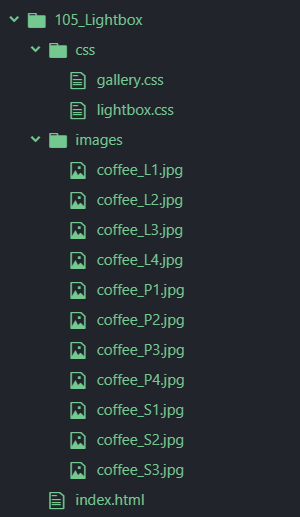 105_Lightbox
css
gallery.css
lightbox.css
images
coffee_L1.jpg
coffee_L2.jpg
coffee_L3.jpg
coffee_L4.jpg
coffee_P1.jpg
coffee_P2.jpg
coffee_P3.jpg
coffee_P4.jpg
coffee_S1.jpg
coffee_S2.jpg
coffee_S3.jpg
index.html